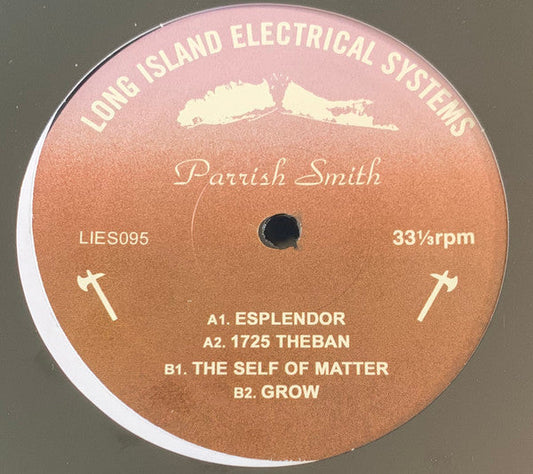 LONG ISLAND ELECTRICAL SYSTEMS
Parrish Smith
LIES095
33⅓rpm
A1. ESPLENDOR
A2. 1725 THEBAN
B1. THE SELF OF MATTER
B2. GROW